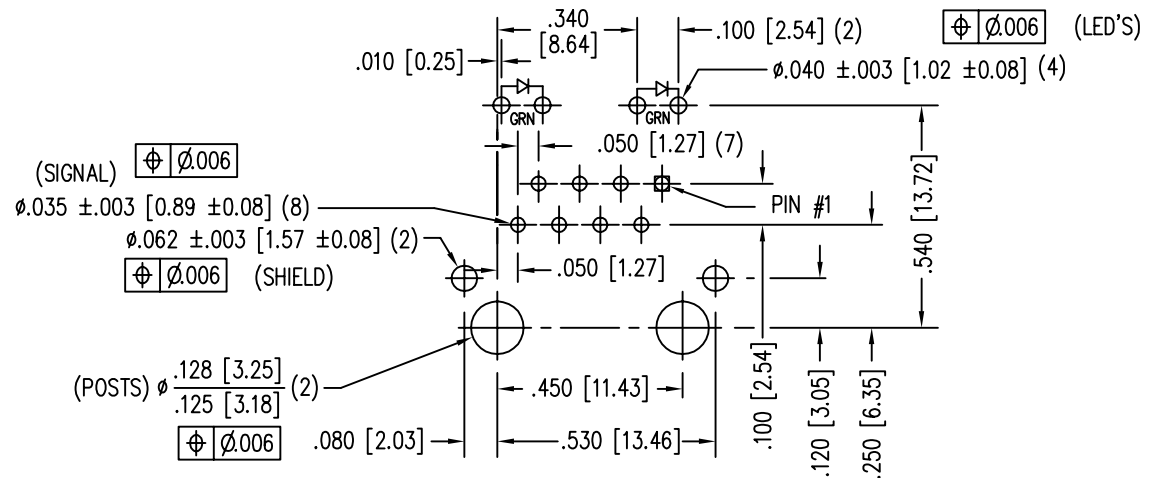 .340
[8.64]
.100 [2.54] (2)
⌖ Ø.006 (LED'S)
.010 [0.25]
Ø.040 ±.003 [1.02 ±0.08] (4)
GRN
GRN
.050 [1.27] (7)
(SIGNAL) ⌖ Ø.006
Ø.035 ±.003 [0.89 ±0.08] (8)
PIN #1
.540 [13.72]
Ø.062 ±.003 [1.57 ±0.08] (2)
⌖ Ø.006 (SHIELD)
.050 [1.27]
(POSTS) Ø .128 [3.25] (2)
.125 [3.18]
⌖ Ø.006
.450 [11.43]
.080 [2.03]
.530 [13.46]
.100 [2.54]
.120 [3.05]
.250 [6.35]